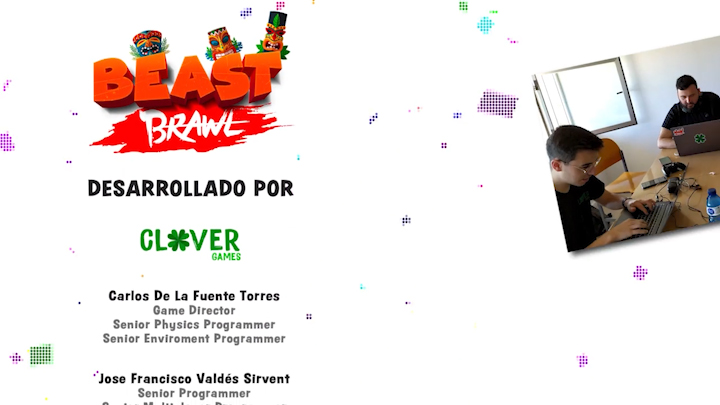 BEAST
BRAWL
DESARROLLADO POR
CLOVER
GAMES
Carlos De La Fuente Torres
Game Director
Senior Physics Programmer
Senior Enviroment Programmer
Jose Francisco Valdés Sirvent
Senior Programmer